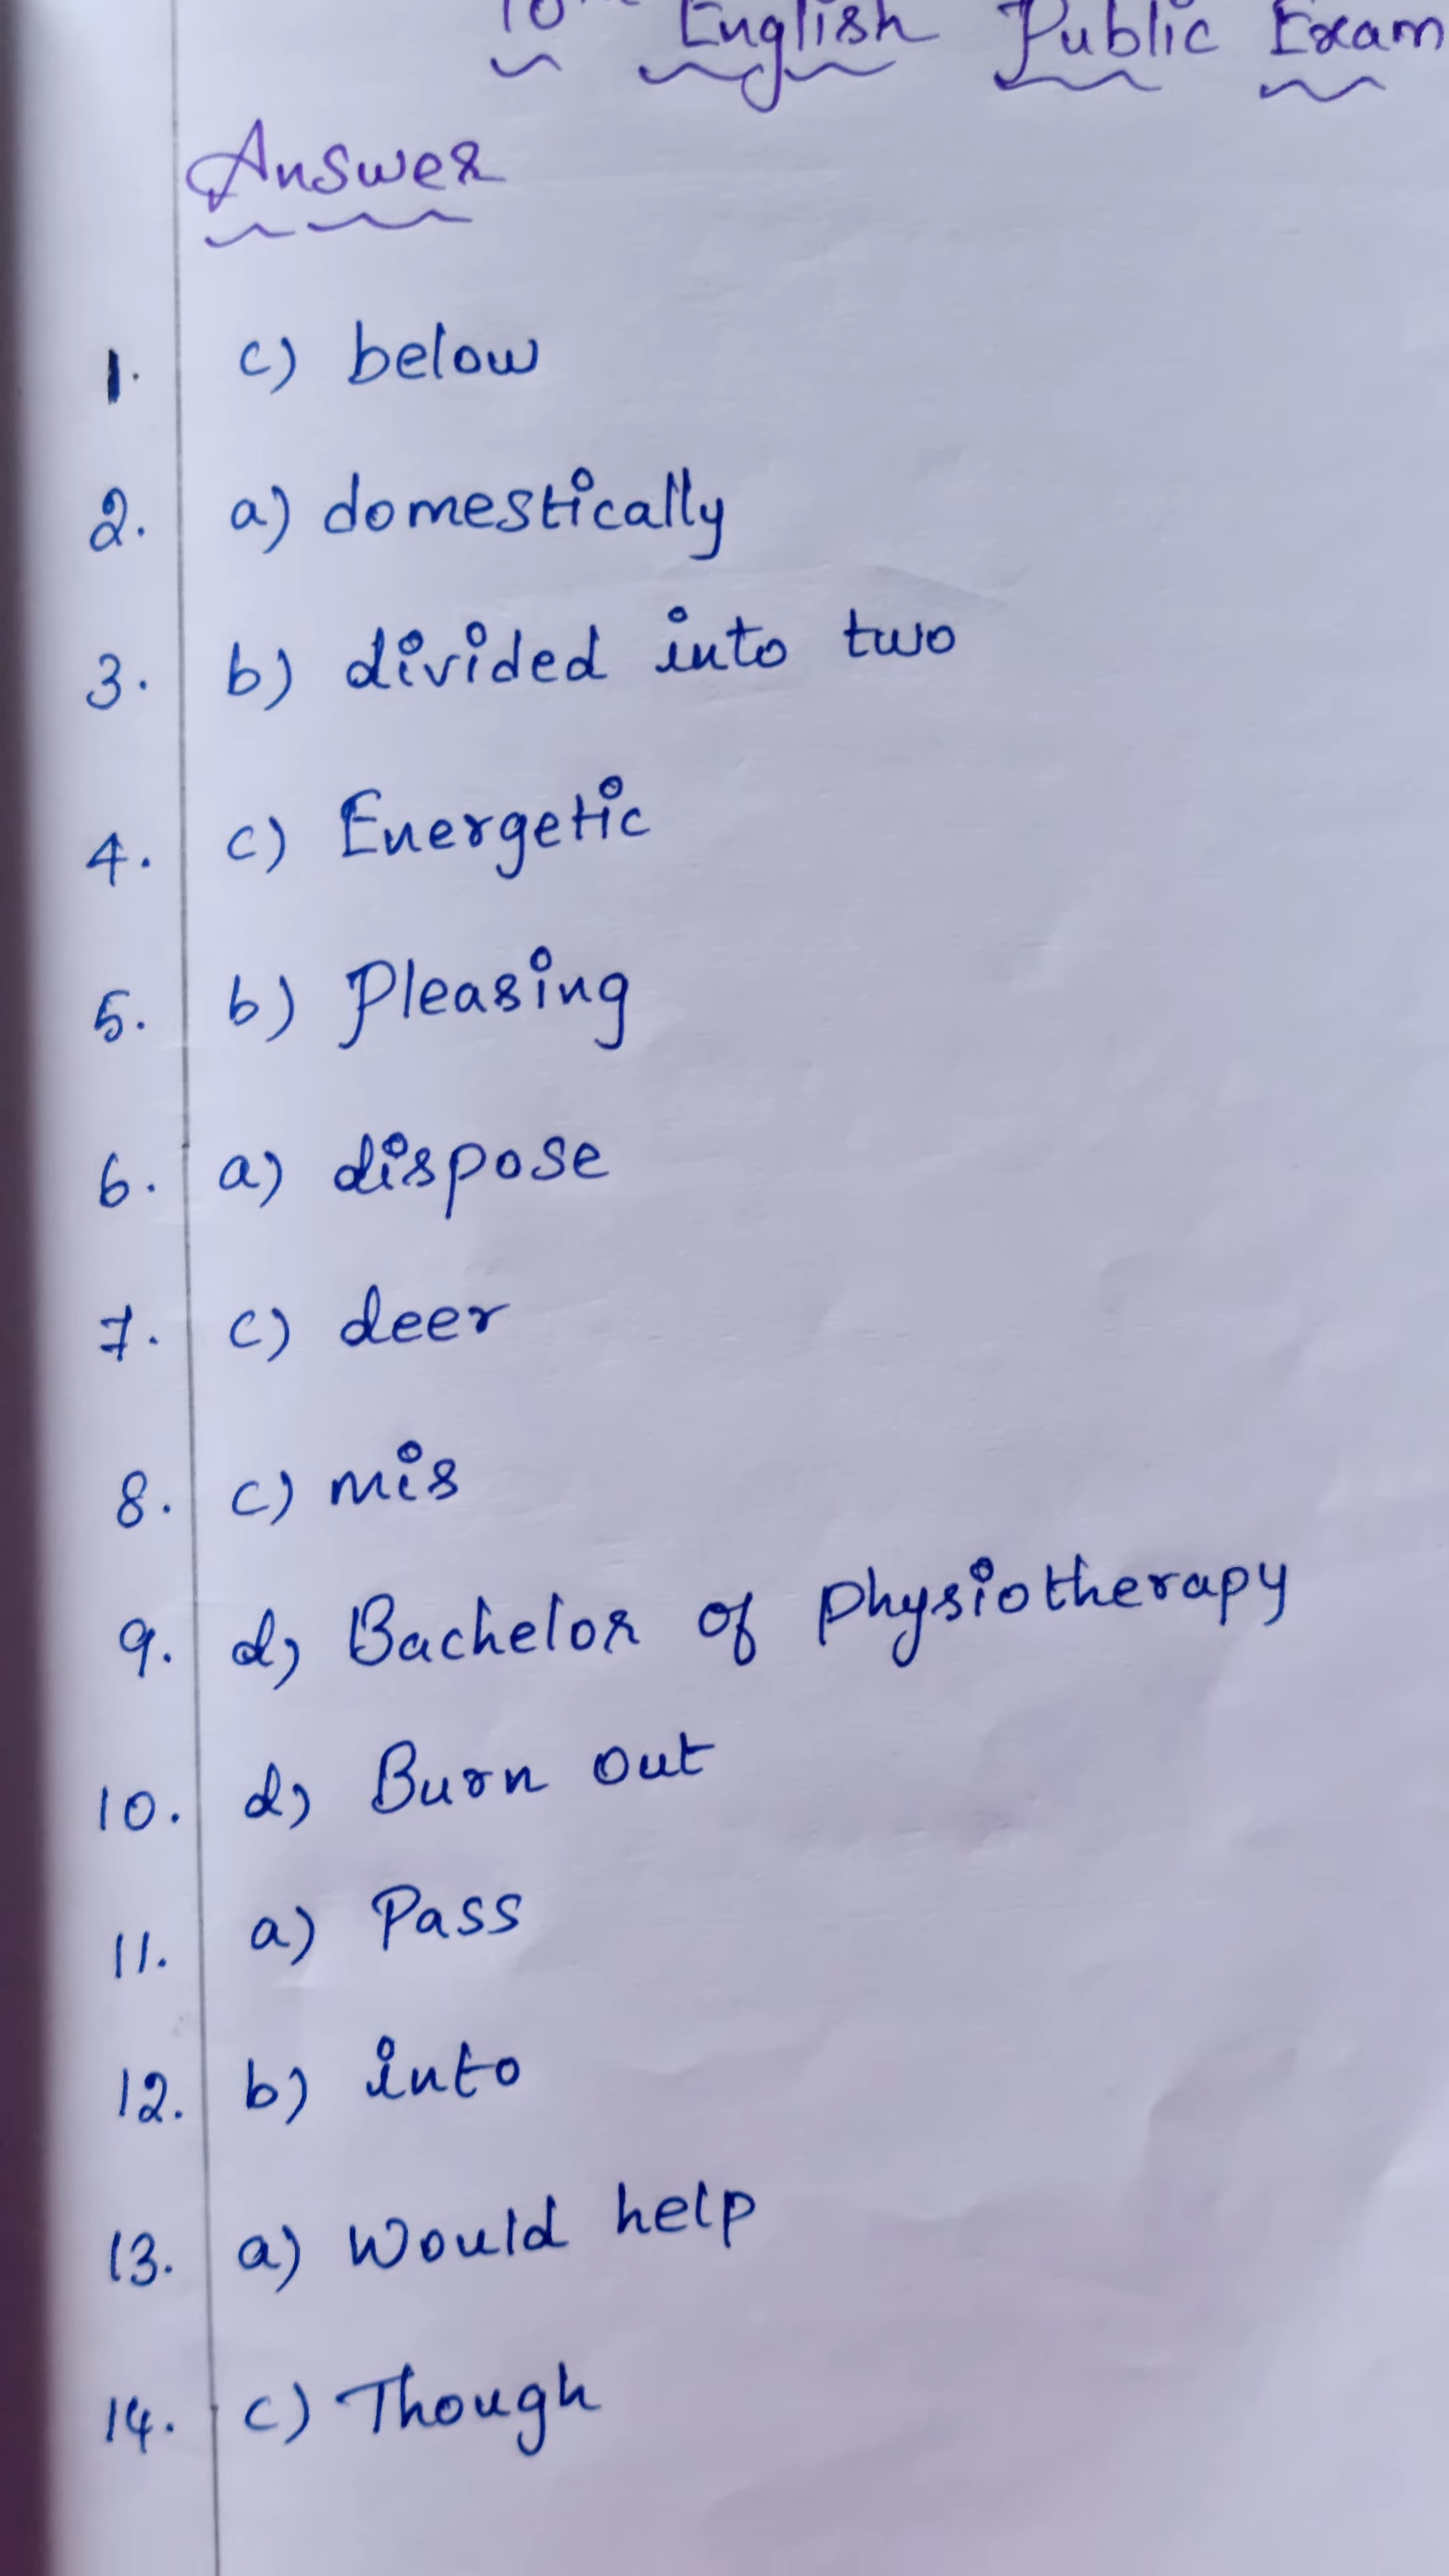 10th English Public Exam
Answer
1. c) below
2. a) domestically
3. b) divided into two
4. c) Energetic
5. b) Pleasing
6. a) dispose
7. c) deer
8. c) mis
9. d) Bachelor of Physiotherapy
10. d) Burn out
11. a) Pass
12. b) into
13. a) Would help
14. c) Though